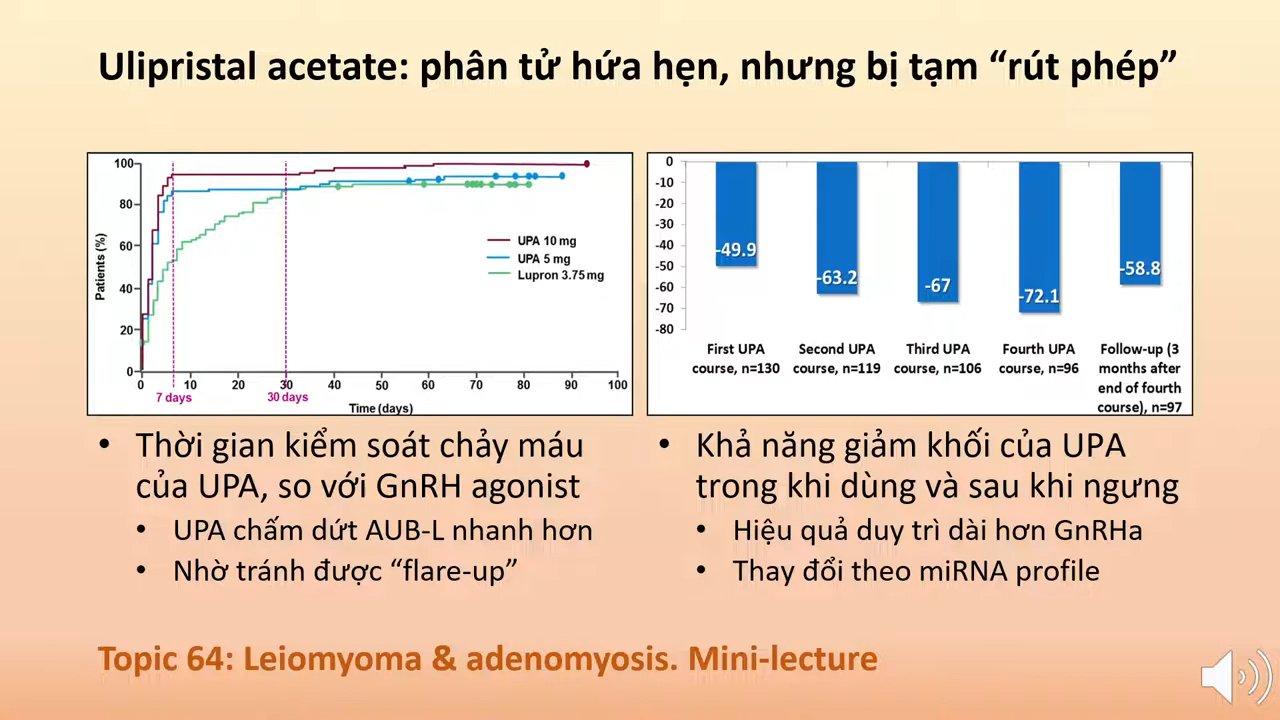 Ulipristal acetate: phân tử hứa hẹn, nhưng bị tạm “rút phép”
100
80
60
40
20
0
Patients (%)
UPA 10 mg
UPA 5 mg
Lupron 3.75 mg
0 10 20 30 40 50 60 70 80 90 100
7 days 30 days
Time (days)
0
-10
-20
-30
-40
-50
-60
-70
-80
-49.9
-63.2
-67
-72.1
-58.8
First UPA course, n=130
Second UPA course, n=119
Third UPA course, n=106
Fourth UPA course, n=96
Follow-up (3 months after end of fourth course), n=97
• Thời gian kiểm soát chảy máu
của UPA, so với GnRH agonist
• UPA chấm dứt AUB-L nhanh hơn
• Nhờ tránh được “flare-up”
• Khả năng giảm khối của UPA
trong khi dùng và sau khi ngưng
• Hiệu quả duy trì dài hơn GnRHa
• Thay đổi theo miRNA profile
Topic 64: Leiomyoma & adenomyosis. Mini-lecture